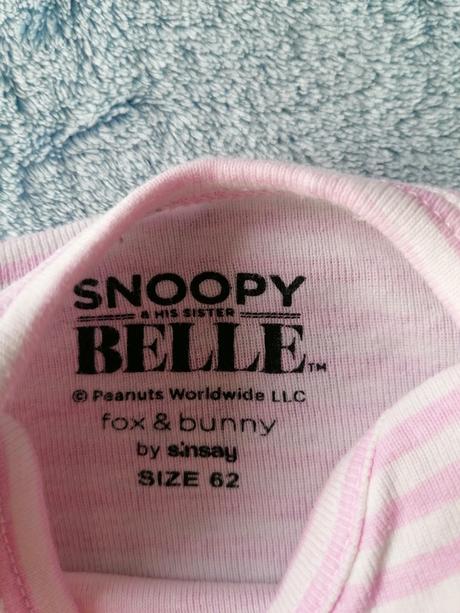 SNOOPY
& HIS SISTER
BELLE™
© Peanuts Worldwide LLC
fox & bunny
by sinsay
SIZE 62